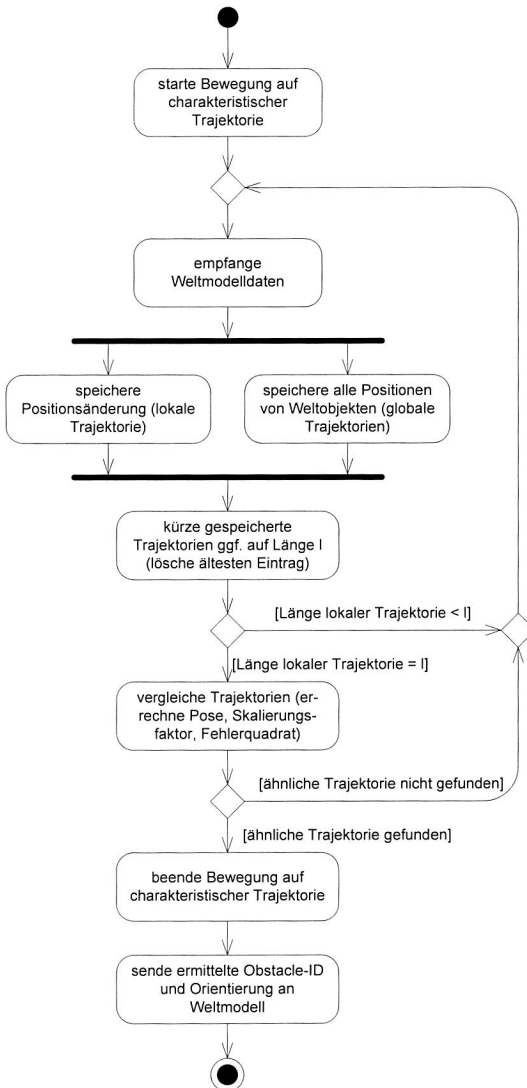 starte Bewegung auf
charakteristischer
Trajektorie
empfange
Weltmodelldaten
speichere
Positionsänderung (lokale
Trajektorie)
speichere alle Positionen
von Weltobjekten (globale
Trajektorien)
kürze gespeicherte
Trajektorien ggf. auf Länge l
(lösche ältesten Eintrag)
[Länge lokaler Trajektorie < l]
[Länge lokaler Trajektorie = l]
vergleiche Trajektorien (er-
rechne Pose, Skalierungs-
faktor, Fehlerquadrat)
[ähnliche Trajektorie nicht gefunden]
[ähnliche Trajektorie gefunden]
beende Bewegung auf
charakteristischer Trajektorie
sende ermittelte Obstacle-ID
und Orientierung an
Weltmodell